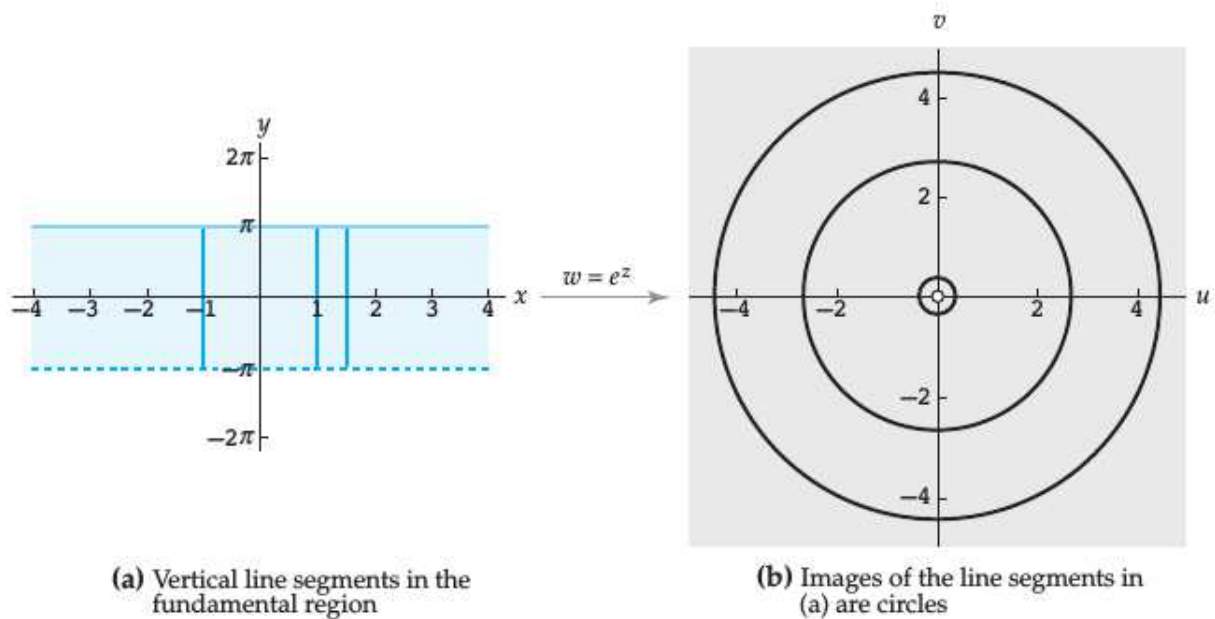 y
2π
π
−4 −3 −2 −1 1 2 3 4 x
−π
−2π
w = e^z
v
4
2
−4 −2 2 4 u
−2
−4
(a) Vertical line segments in the
fundamental region
(b) Images of the line segments in
(a) are circles